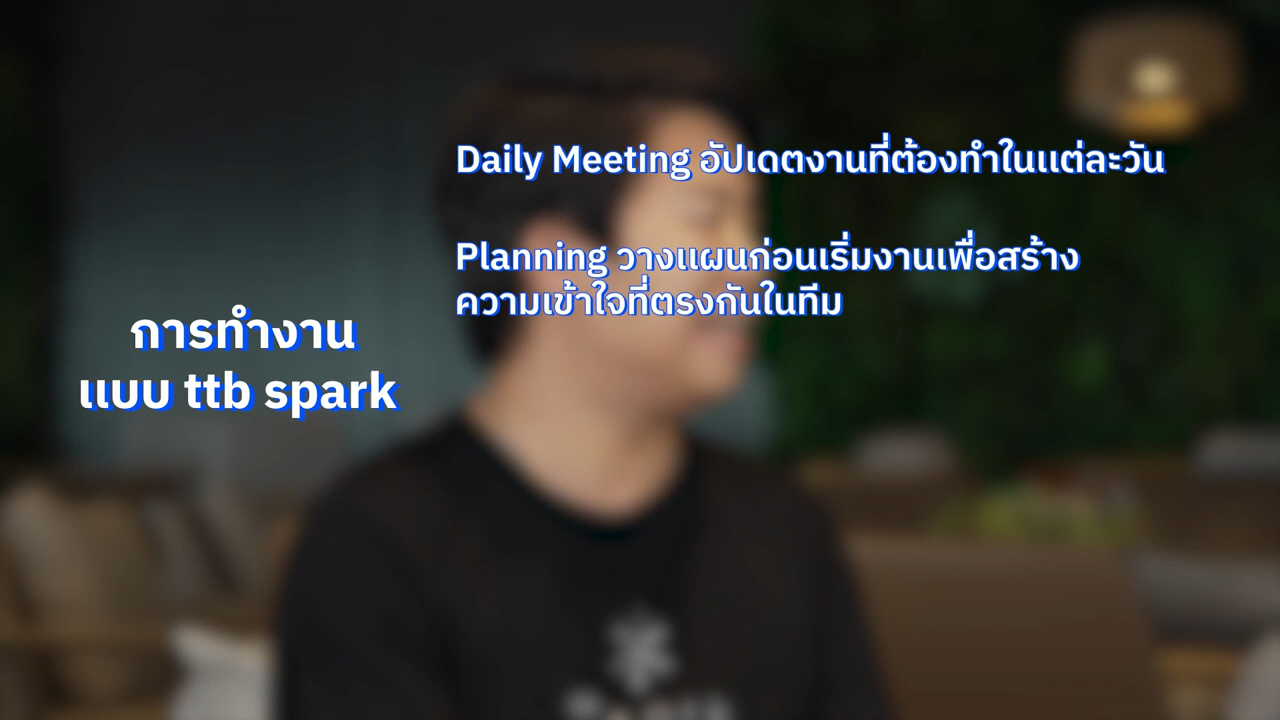 การทำงาน
แบบ ttb spark
Daily Meeting อัปเดตงานที่ต้องทำในแต่ละวัน
Planning วางแผนก่อนเริ่มงานเพื่อสร้าง
ความเข้าใจที่ตรงกันในทีม